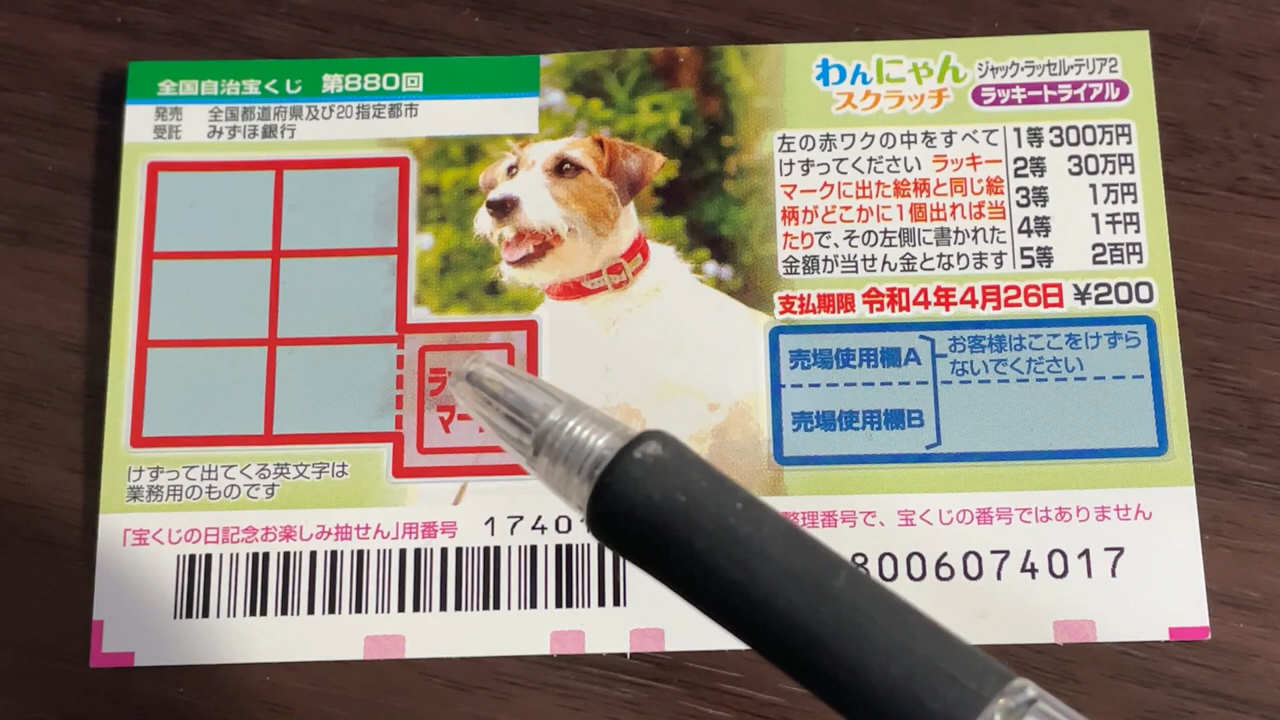 全国自治宝くじ 第880回
発売 全国都道府県及び20指定都市
受託 みずほ銀行
わんにゃん
スクラッチ
ジャック・ラッセル・テリア2
ラッキートライアル
左の赤ワクの中をすべて
けずってください ラッキー
マークに出た絵柄と同じ絵
柄がどこかに1個出れば当
たりで、その左側に書かれた
金額が当せん金となります
1等 300万円
2等 30万円
3等 1万円
4等 1千円
5等 2百円
支払期限 令和4年4月26日 ¥200
売場使用欄A
売場使用欄B
お客様はここをけずら
ないでください
けずって出てくる英文字は
業務用のものです
「宝くじの日記念お楽しみ抽せん」用番号 1740
整理番号で、宝くじの番号ではありません
8006074017